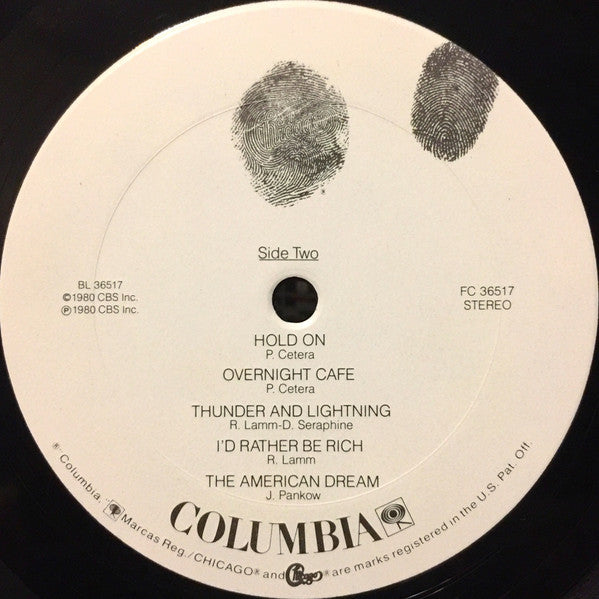 Side Two
BL 36517
©1980 CBS Inc.
℗1980 CBS Inc.
FC 36517
STEREO
HOLD ON
P. Cetera
OVERNIGHT CAFE
P. Cetera
THUNDER AND LIGHTNING
R. Lamm-D. Seraphine
I'D RATHER BE RICH
R. Lamm
THE AMERICAN DREAM
J. Pankow
COLUMBIA
® Columbia, Marcas Reg./CHICAGO® and Chicago® are marks registered in the U.S. Pat. Off.